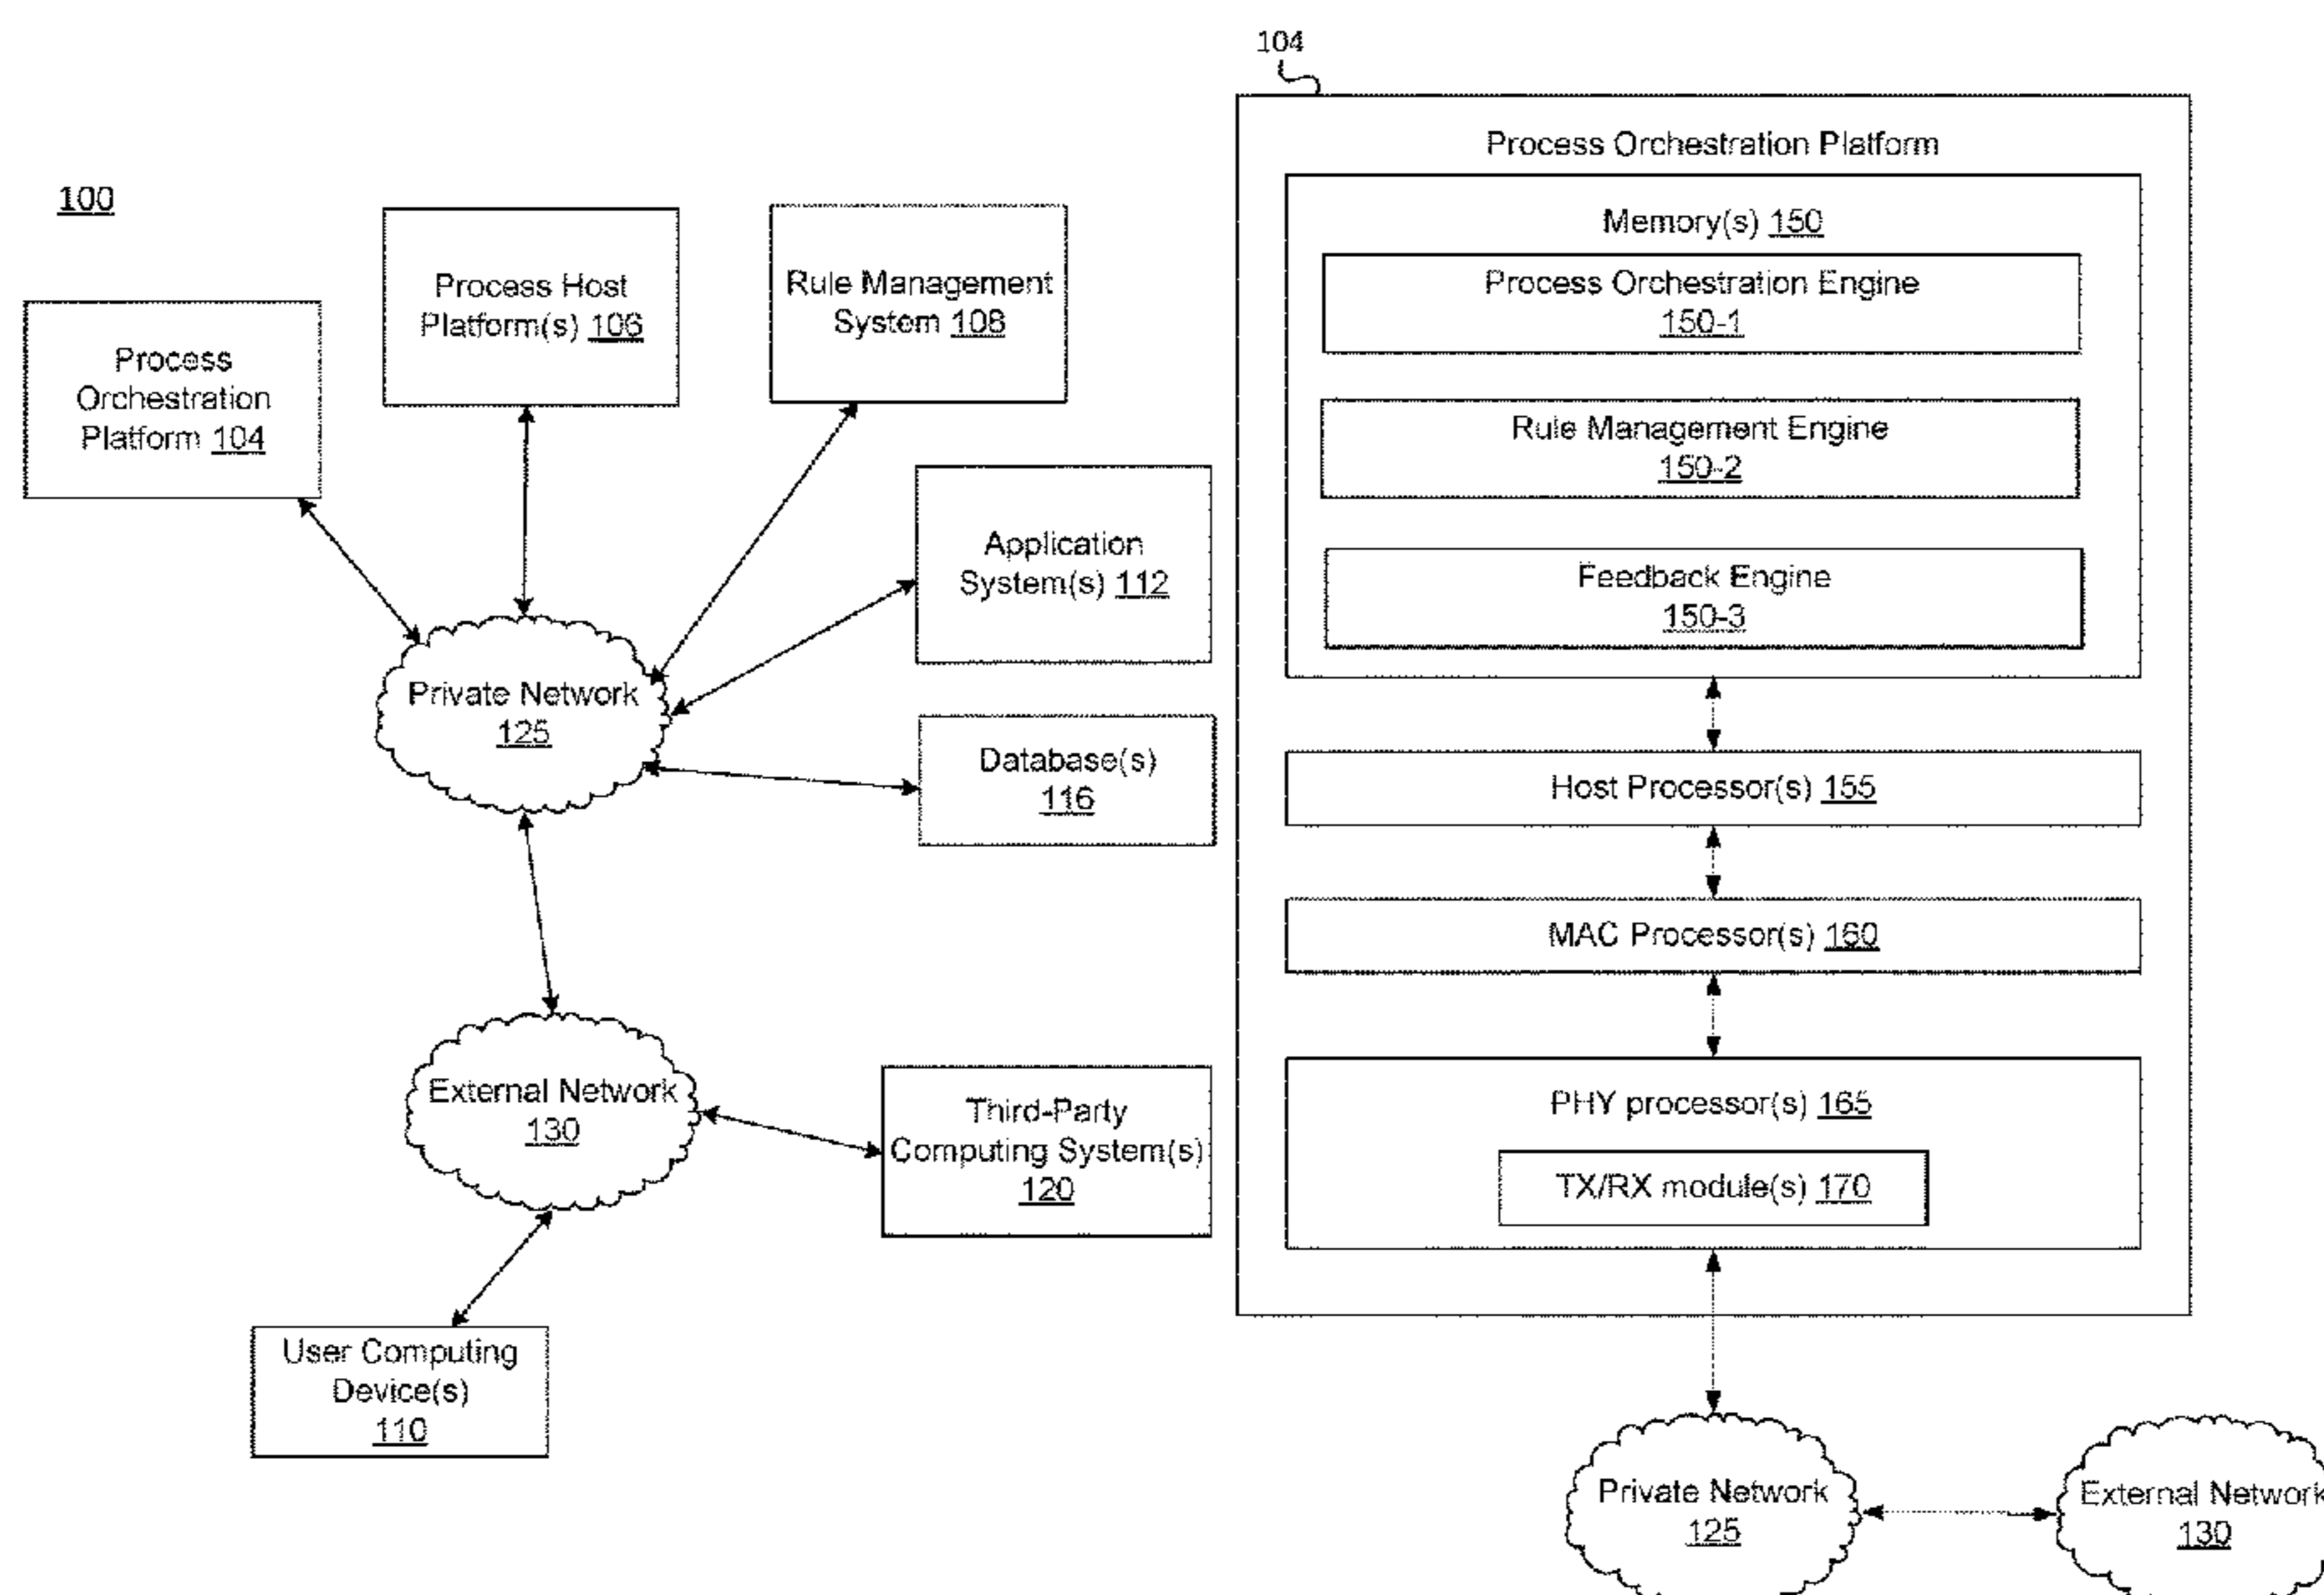 100
Process
Orchestration
Platform 104
Process Host
Platform(s) 106
Rule Management
System 108
Application
System(s) 112
Private Network
125
Database(s)
116
External Network
130
Third-Party
Computing System(s)
120
User Computing
Device(s)
110
104
Process Orchestration Platform
Memory(s) 150
Process Orchestration Engine
150-1
Rule Management Engine
150-2
Feedback Engine
150-3
Host Processor(s) 155
MAC Processor(s) 160
PHY processor(s) 165
TX/RX module(s) 170
Private Network
125
External Network
130